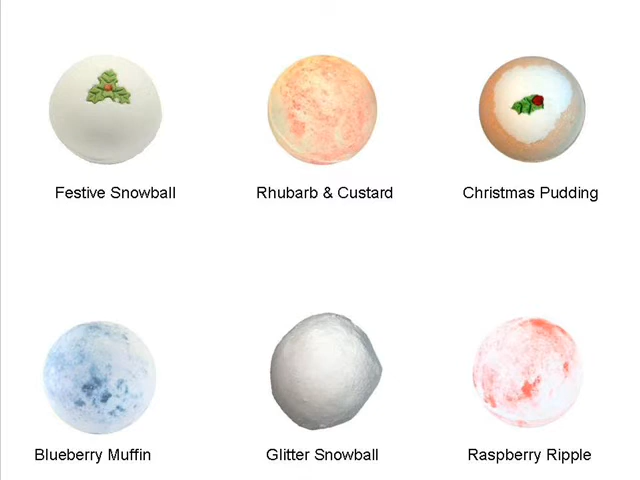 Festive Snowball
Rhubarb & Custard
Christmas Pudding
Blueberry Muffin
Glitter Snowball
Raspberry Ripple